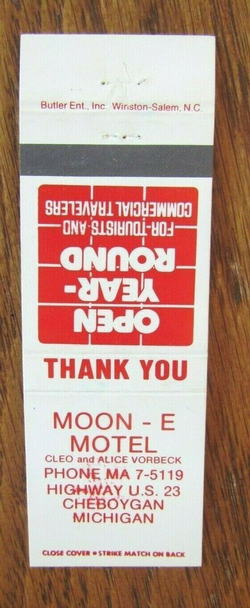 Butler Ent., Inc. Winston-Salem, N.C.
OPEN
YEAR-
ROUND
FOR-TOURISTS AND
COMMERCIAL TRAVELERS
THANK YOU
MOON - E
MOTEL
CLEO and ALICE VORBECK
PHONE MA 7-5119
HIGHWAY U.S. 23
CHEBOYGAN
MICHIGAN
CLOSE COVER • STRIKE MATCH ON BACK